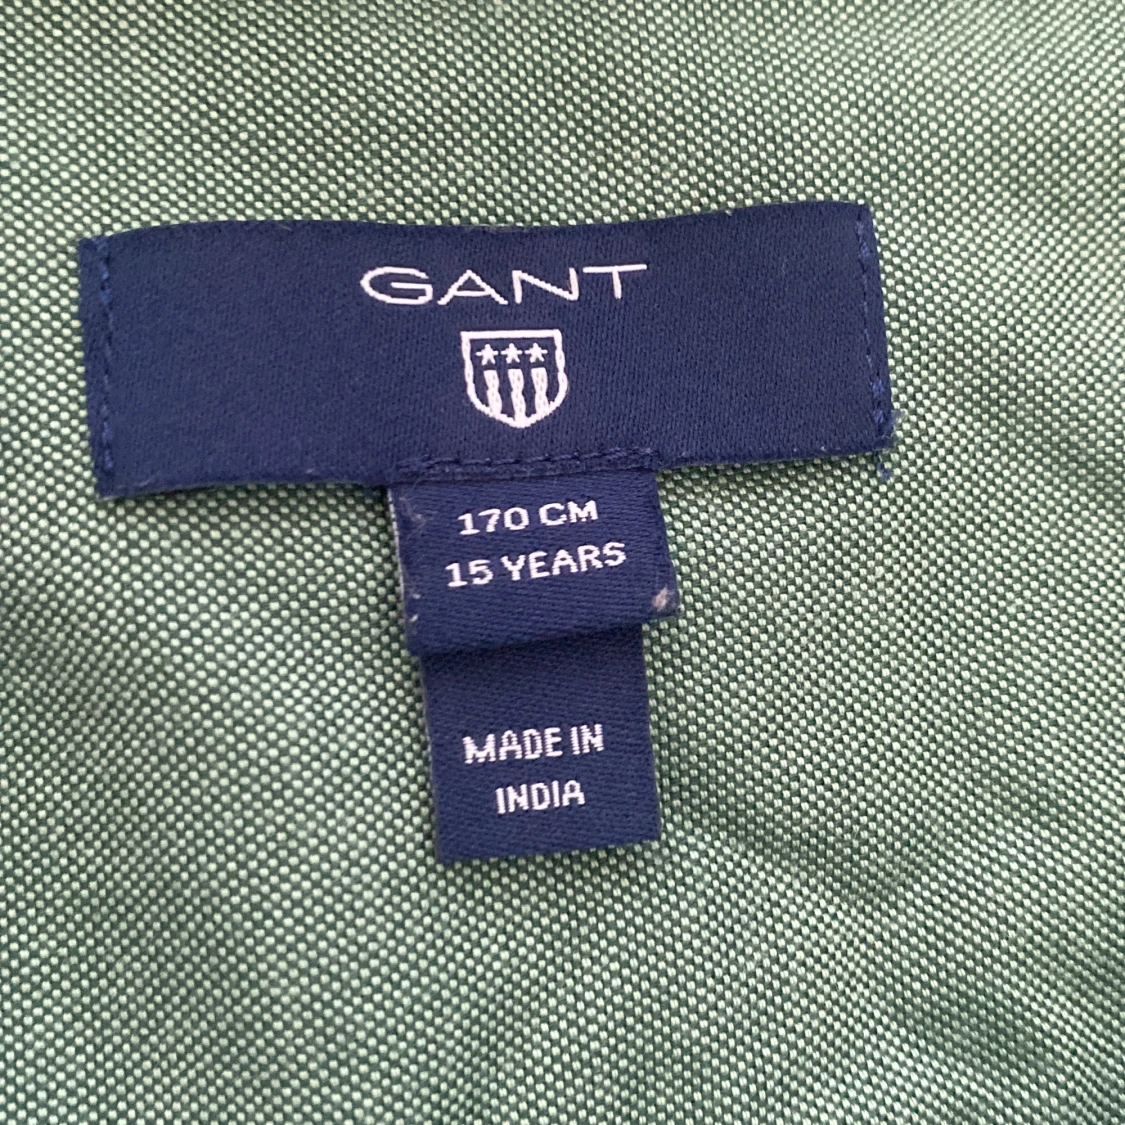 GANT
170 CM
15 YEARS
MADE IN
INDIA